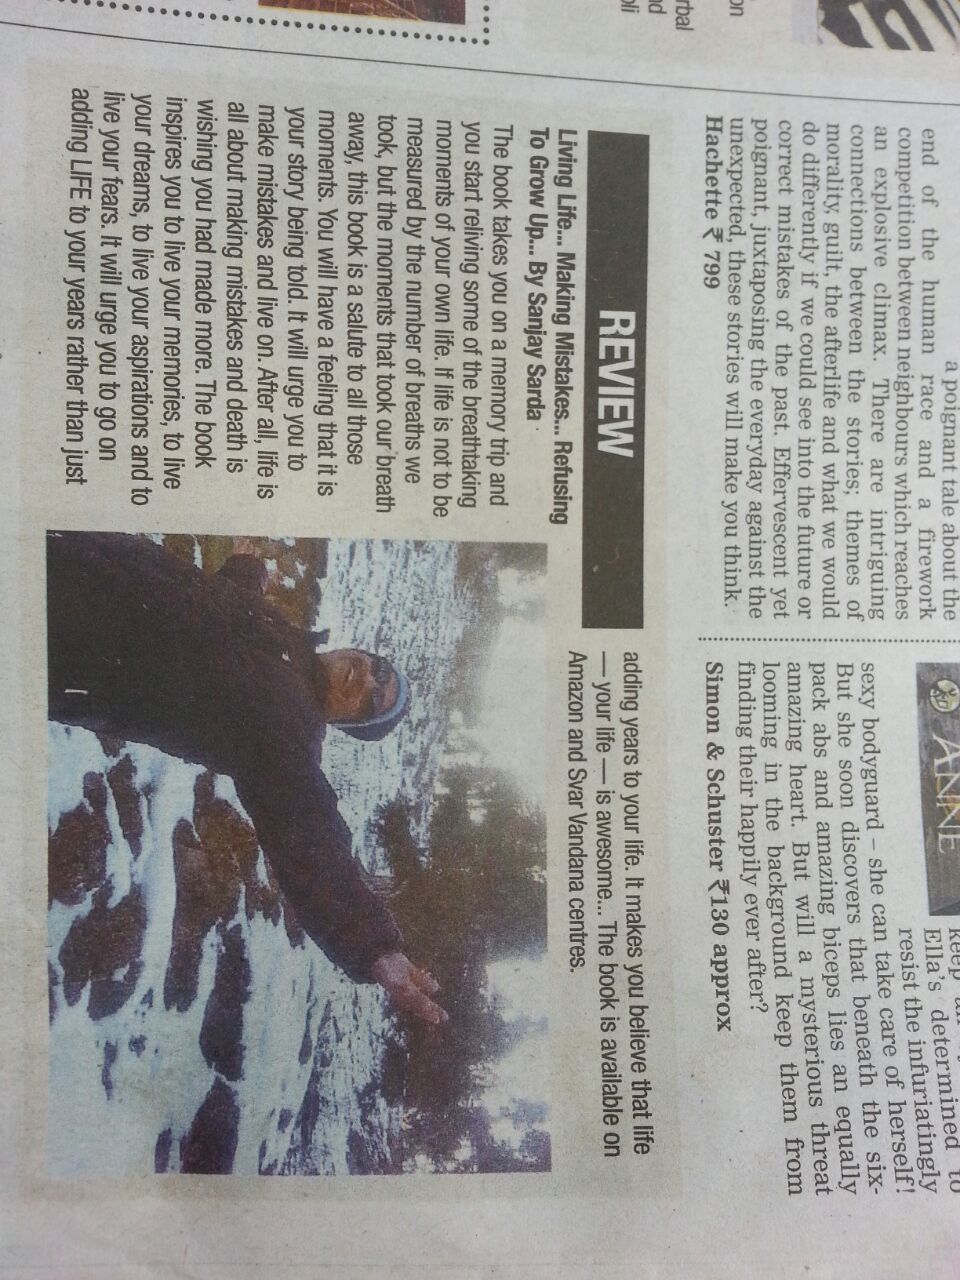 rbal
on
nd
oli
a poignant tale about the
end of the human race and a firework
competition between neighbours which reaches
an explosive climax. There are intriguing
connections between the stories; themes of
morality, guilt, the afterlife and what we would
do differently if we could see into the future or
correct mistakes of the past. Effervescent yet
poignant, juxtaposing the everyday against the
unexpected, these stories will make you think.
Hachette ₹ 799
ANNE
Ella's determined to
resist the infuriatingly
sexy bodyguard – she can take care of herself!
But she soon discovers that beneath the six-
pack abs and amazing biceps lies an equally
amazing heart. But will a mysterious threat
looming in the background keep them from
finding their happily ever after?
Simon & Schuster ₹130 approx
REVIEW
Living Life... Making Mistakes... Refusing
To Grow Up... By Sanjay Sarda
The book takes you on a memory trip and
you start reliving some of the breathtaking
moments of your own life. If life is not to be
measured by the number of breaths we
took, but the moments that took our breath
away, this book is a salute to all those
moments. You will have a feeling that it is
your story being told. It will urge you to
make mistakes and live on. After all, life is
all about making mistakes and death is
wishing you had made more. The book
inspires you to live your memories, to live
your dreams, to live your aspirations and to
live your fears. It will urge you to go on
adding LIFE to your years rather than just
adding years to your life. It makes you believe that life
— your life — is awesome... The book is available on
Amazon and Svar Vandana centres.